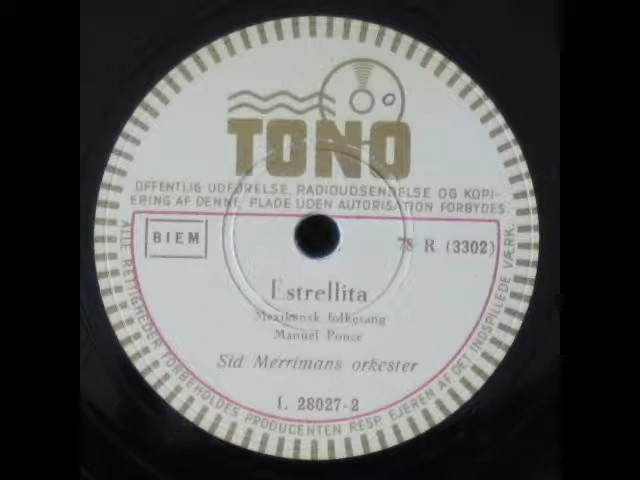 TONO
OFFENTLIG UDFØRELSE, RADIOUDSENDELSE OG KOPI-
ERING AF DENNE PLADE UDEN AUTORISATION FORBYDES.
BIEM
78 R (3302)
Estrellita
Mexikansk folkesang
Manuel Ponce
Sid Merrimans orkester
L 28027-2
ALLE RETTIGHEDER FORBEHOLDES PRODUCENTEN RESP. EJEREN AF DET INDSPILLEDE VÆRK.